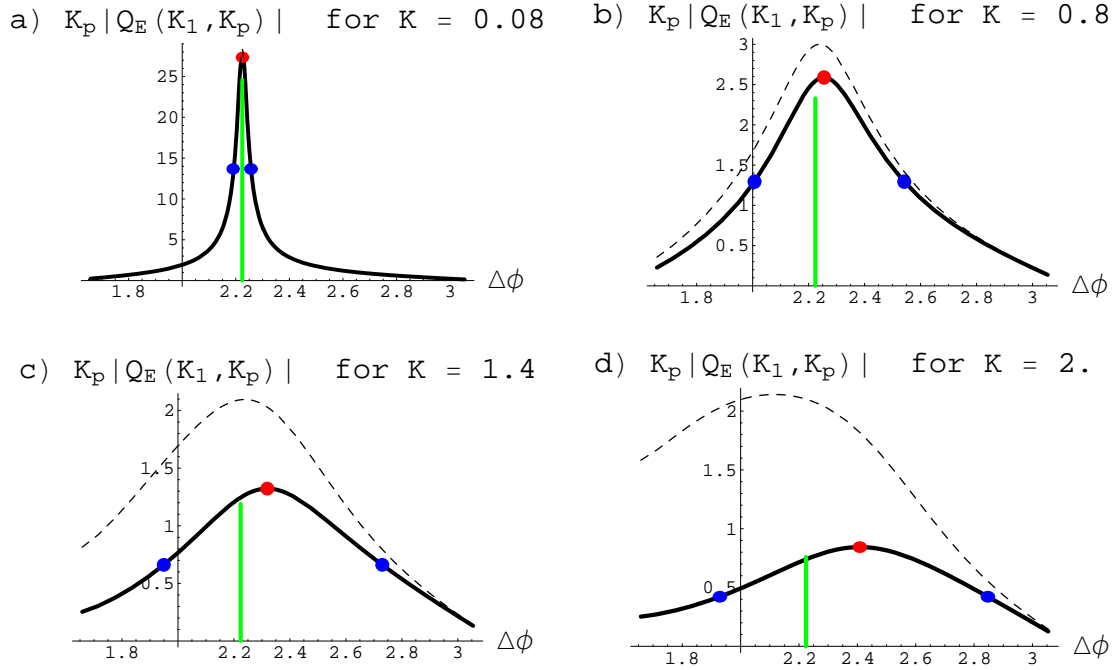 a) Kₚ|Q_E(K₁,Kₚ)| for K = 0.08
25
20
15
10
5
1.8 2.2 2.4 2.6 2.8 3 Δϕ
b) Kₚ|Q_E(K₁,Kₚ)| for K = 0.8
3
2.5
2
1.5
1
0.5
1.8 2.2 2.4 2.6 2.8 3 Δϕ
c) Kₚ|Q_E(K₁,Kₚ)| for K = 1.4
2
1.5
1
0.5
1.8 2.2 2.4 2.6 2.8 3 Δϕ
d) Kₚ|Q_E(K₁,Kₚ)| for K = 2.
2
1.5
1
0.5
1.8 2.2 2.4 2.6 2.8 3 Δϕ